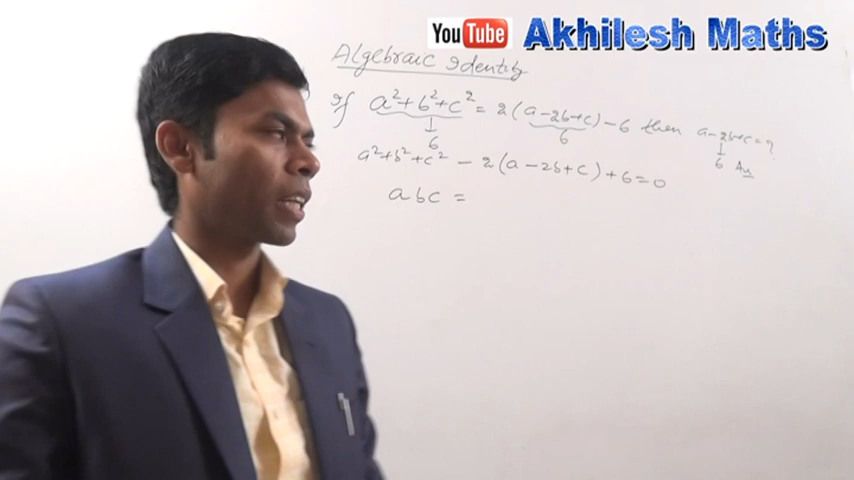 YouTube Akhilesh Maths
Algebraic Identity
If a²+b²+c² = 2(a-2b+c)-6 then a-2b+c=?
6 6 6 Ans
a²+b²+c² - 2(a-2b+c)+6=0
abc =